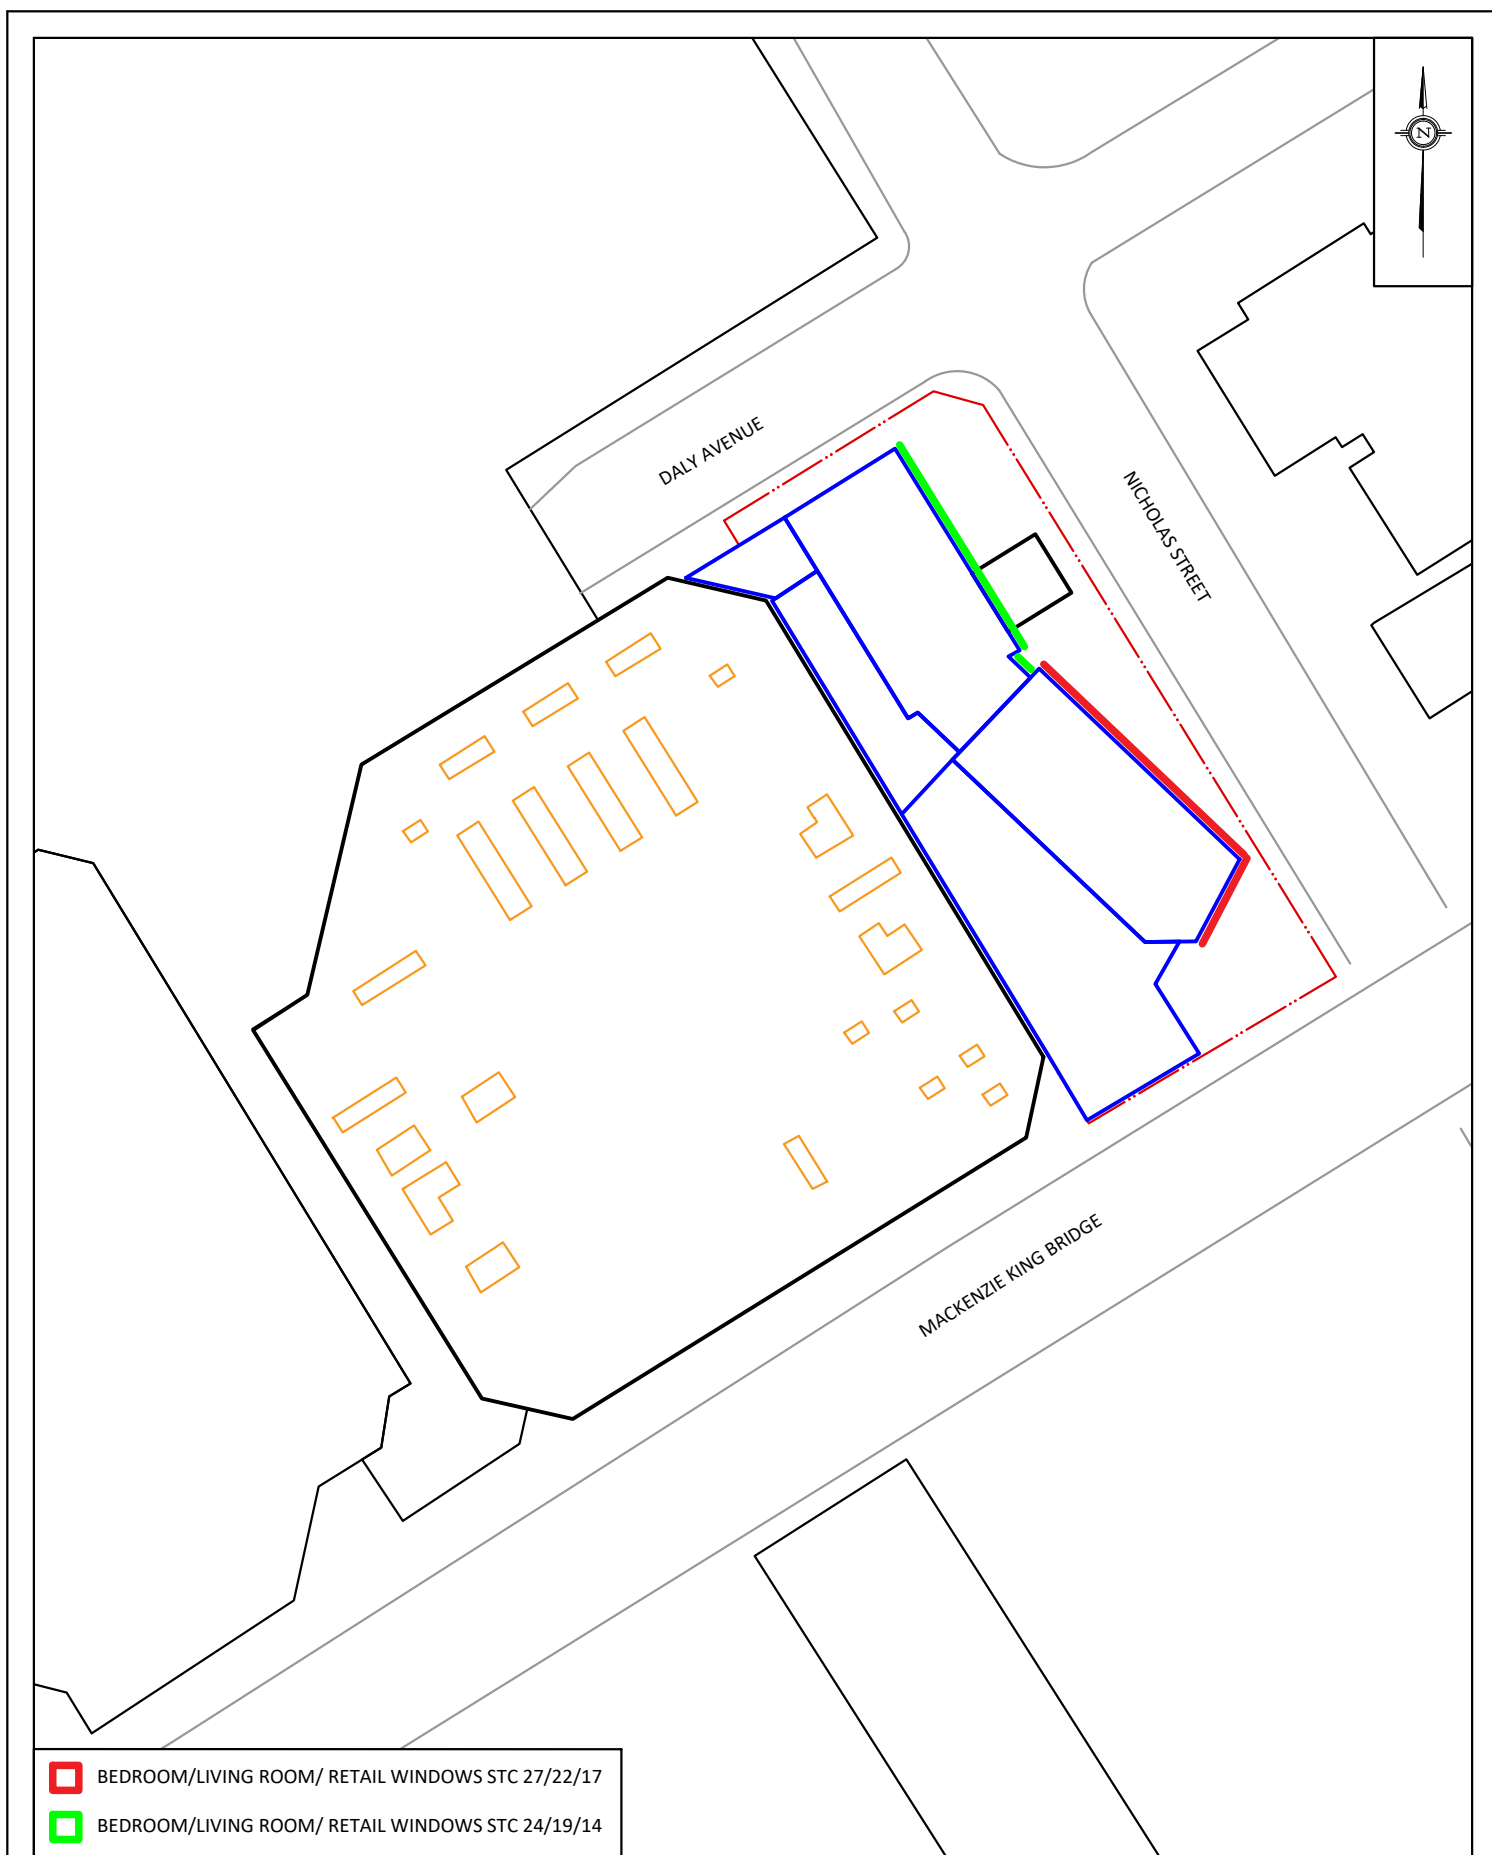 N
DALY AVENUE
NICHOLAS STREET
MACKENZIE KING BRIDGE
BEDROOM/LIVING ROOM/ RETAIL WINDOWS STC 27/22/17
BEDROOM/LIVING ROOM/ RETAIL WINDOWS STC 24/19/14